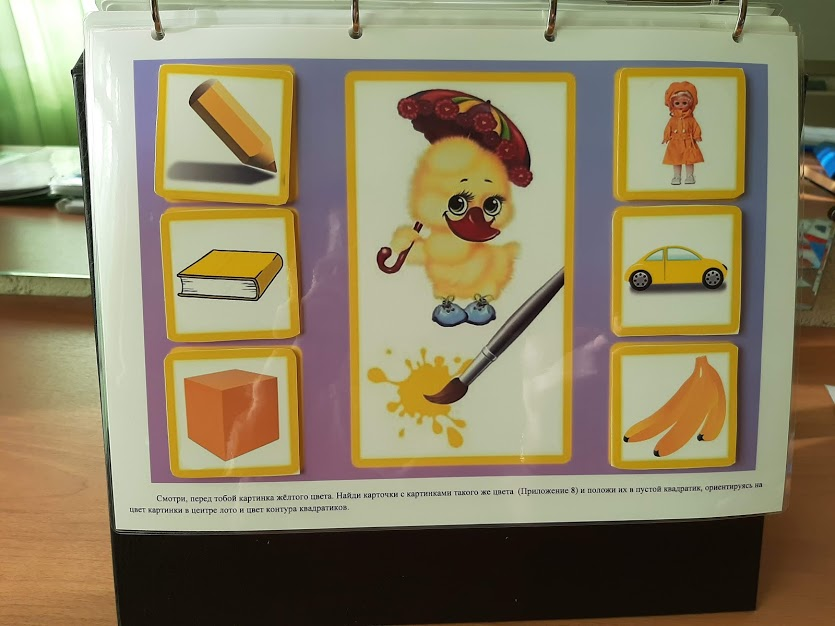 Смотри, перед тобой картинка жёлтого цвета. Найди карточки с картинками такого же цвета (Приложение 8) и положи их в пустой квадратик, ориентируясь на
цвет картинки в центре лото и цвет контура квадратиков.